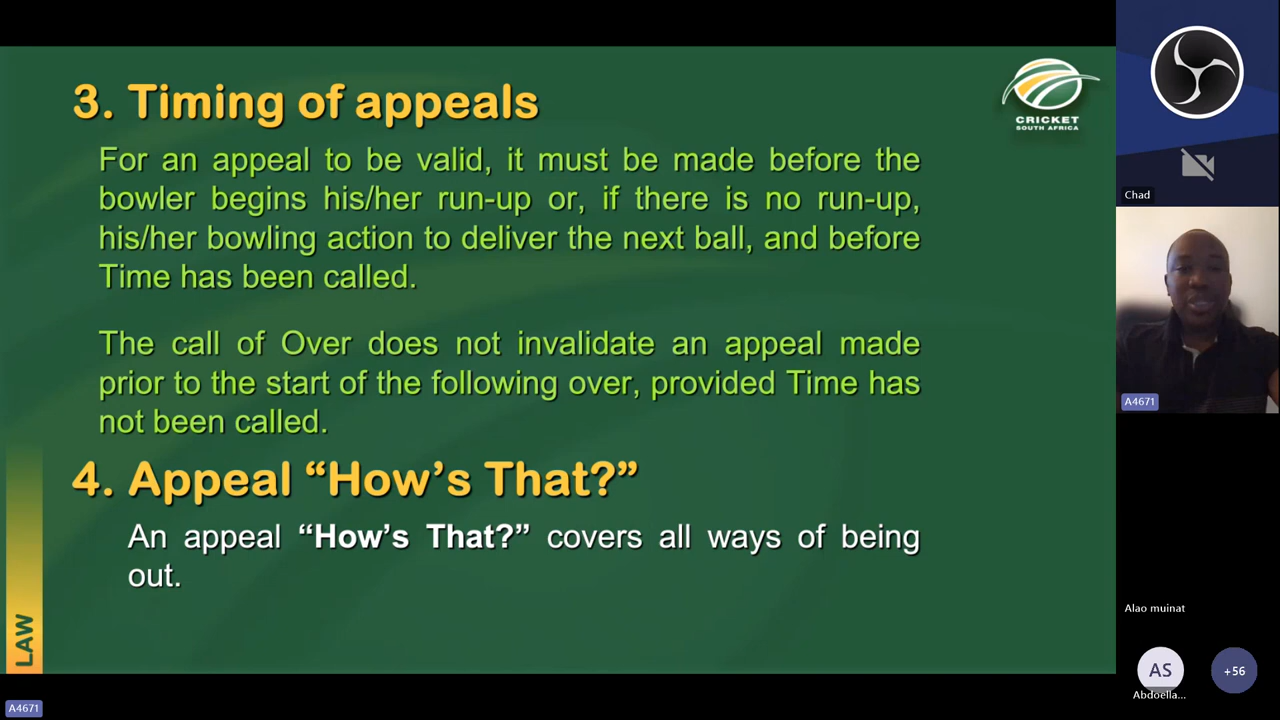 3. Timing of appeals
For an appeal to be valid, it must be made before the
bowler begins his/her run-up or, if there is no run-up,
his/her bowling action to deliver the next ball, and before
Time has been called.
The call of Over does not invalidate an appeal made
prior to the start of the following over, provided Time has
not been called.
4. Appeal “How’s That?”
An appeal “How’s That?” covers all ways of being
out.
LAW
A4671
CRICKET
SOUTH AFRICA
Chad
A4671
Alao muinat
AS
Abdoella...
+56